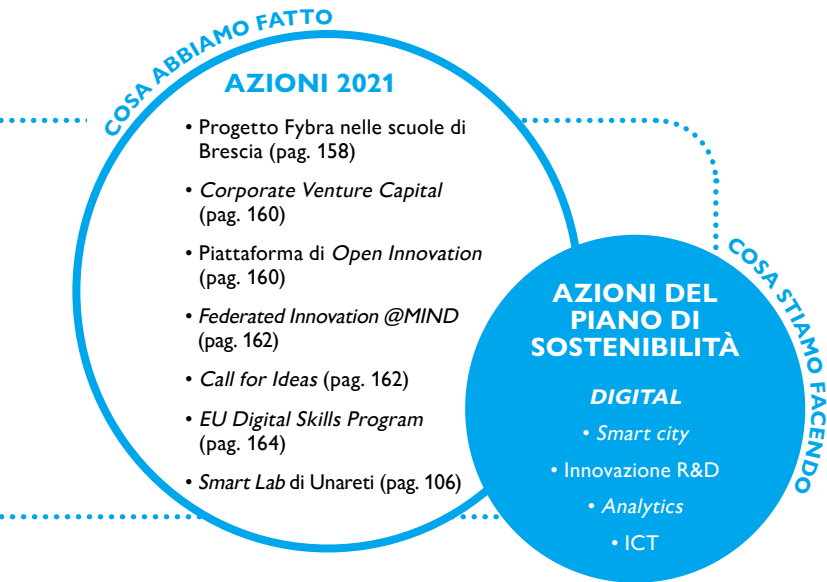 COSA ABBIAMO FATTO
AZIONI 2021
• Progetto Fybra nelle scuole di
Brescia (pag. 158)
• Corporate Venture Capital
(pag. 160)
• Piattaforma di Open Innovation
(pag. 160)
• Federated Innovation @MIND
(pag. 162)
• Call for Ideas (pag. 162)
• EU Digital Skills Program
(pag. 164)
• Smart Lab di Unareti (pag. 106)
COSA STIAMO FACENDO
AZIONI DEL
PIANO DI
SOSTENIBILITÀ
DIGITAL
• Smart city
• Innovazione R&D
• Analytics
• ICT